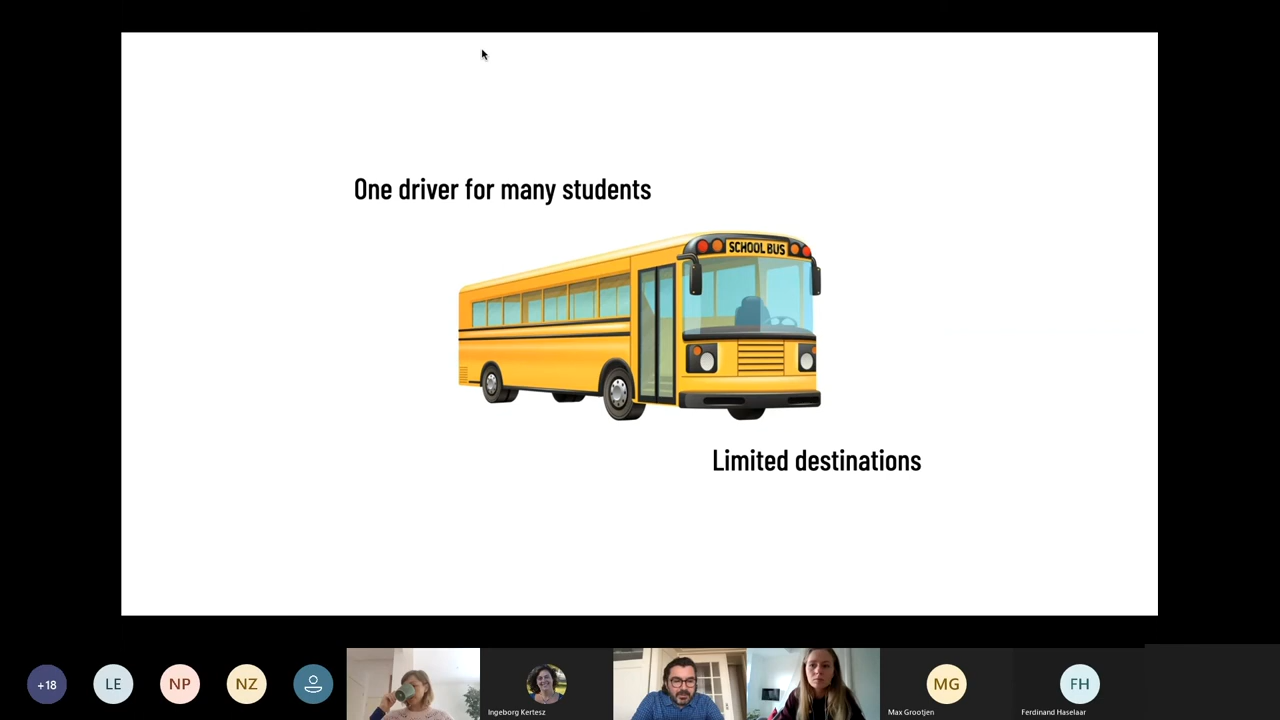 One driver for many students
SCHOOL BUS
Limited destinations
+18
LE
NP
NZ
Ingeborg Kertesz
MG
Max Grootjen
FH
Ferdinand Haselaar